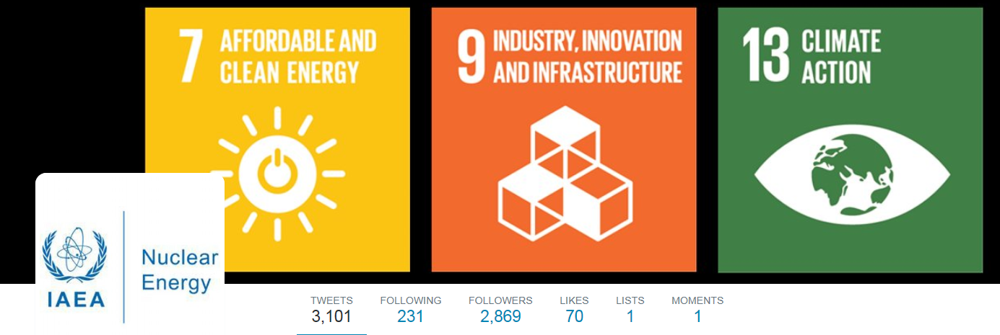 7 AFFORDABLE AND
CLEAN ENERGY
9 INDUSTRY, INNOVATION
AND INFRASTRUCTURE
13 CLIMATE
ACTION
IAEA
Nuclear
Energy
TWEETS FOLLOWING FOLLOWERS LIKES LISTS MOMENTS
3,101 231 2,869 70 1 1